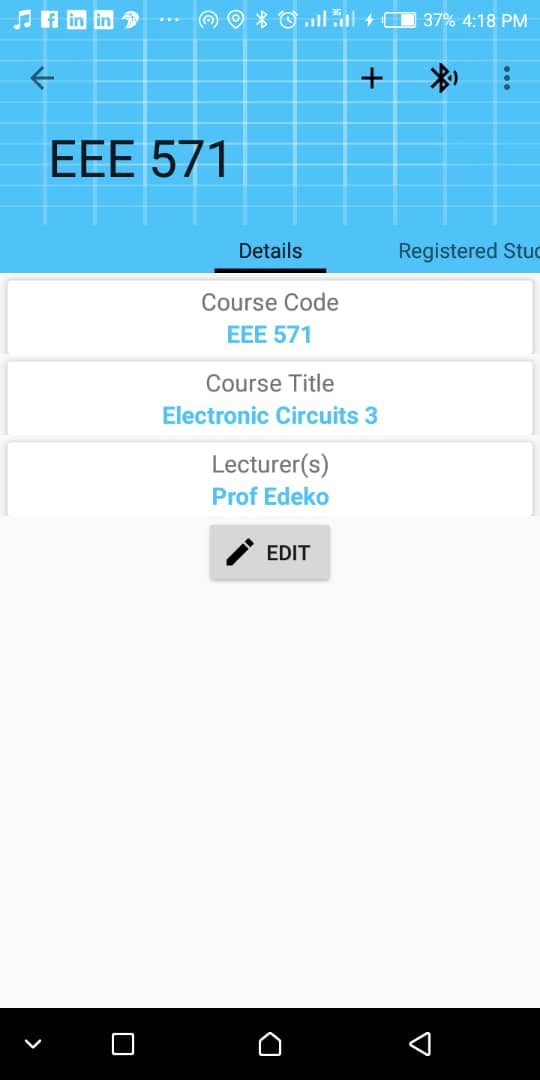 37% 4:18 PM
EEE 571
Details Registered Stud
Course Code
EEE 571
Course Title
Electronic Circuits 3
Lecturer(s)
Prof Edeko
EDIT